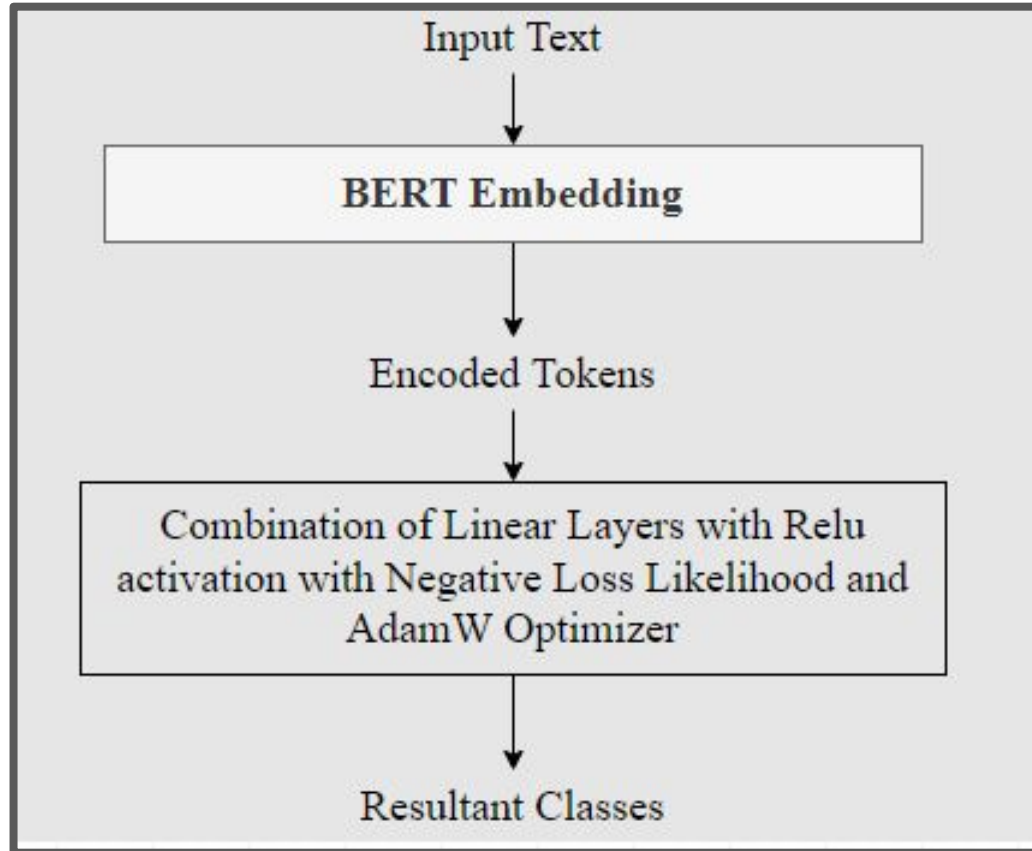 Input Text
BERT Embedding
Encoded Tokens
Combination of Linear Layers with Relu
activation with Negative Loss Likelihood and
AdamW Optimizer
Resultant Classes